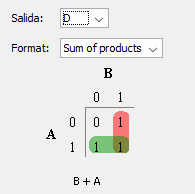 Salida: D
Format: Sum of products
B
0 1
0 0 1
A
1 1 1
B + A